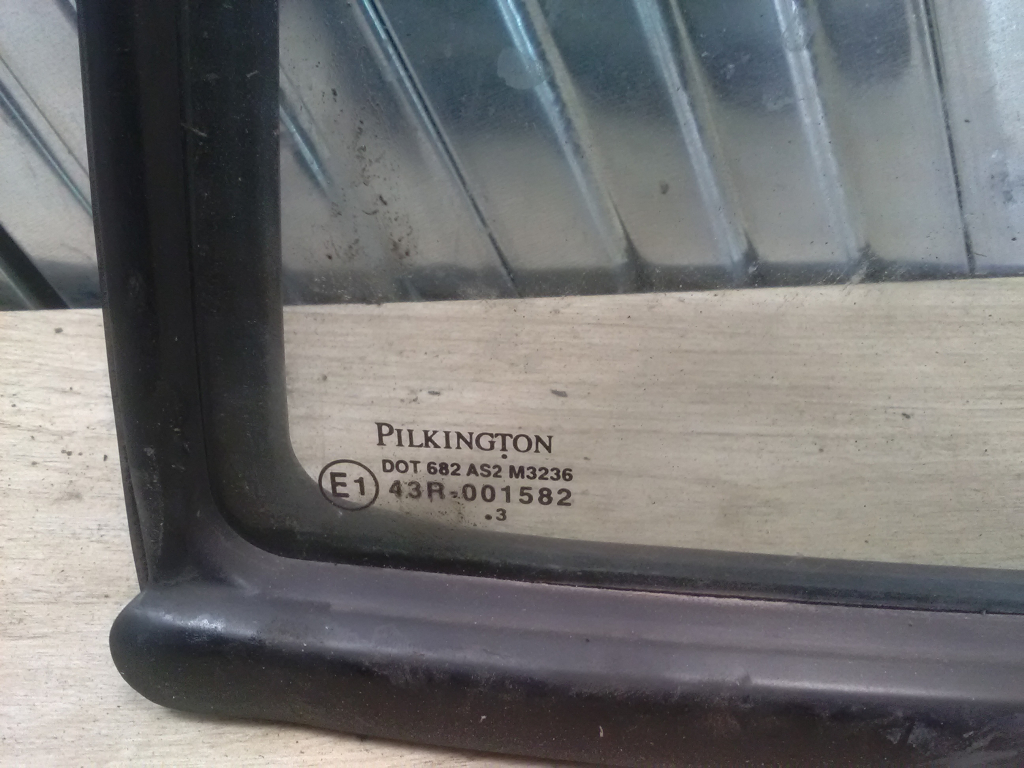 PILKINGTON
DOT 682 AS2 M3236
E1 43R-001582
.3